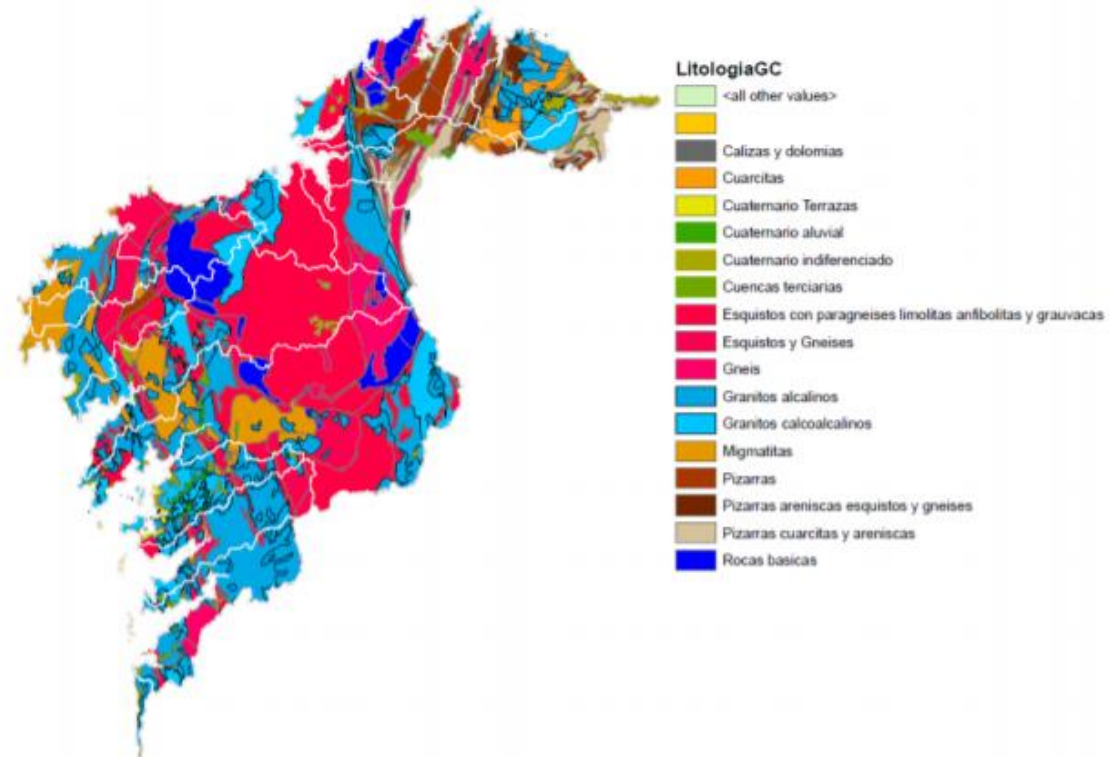 LitologiaGC
<all other values>
Calizas y dolomias
Cuarcitas
Cuaternario Terrazas
Cuaternario aluvial
Cuaternario indiferenciado
Cuencas terciarias
Esquistos con paragneises limolitas anfibolitas y grauvacas
Esquistos y Gneises
Gneis
Granitos alcalinos
Granitos calcoalcalinos
Migmatitas
Pizarras
Pizarras areniscas esquistos y gneises
Pizarras cuarcitas y areniscas
Rocas basicas